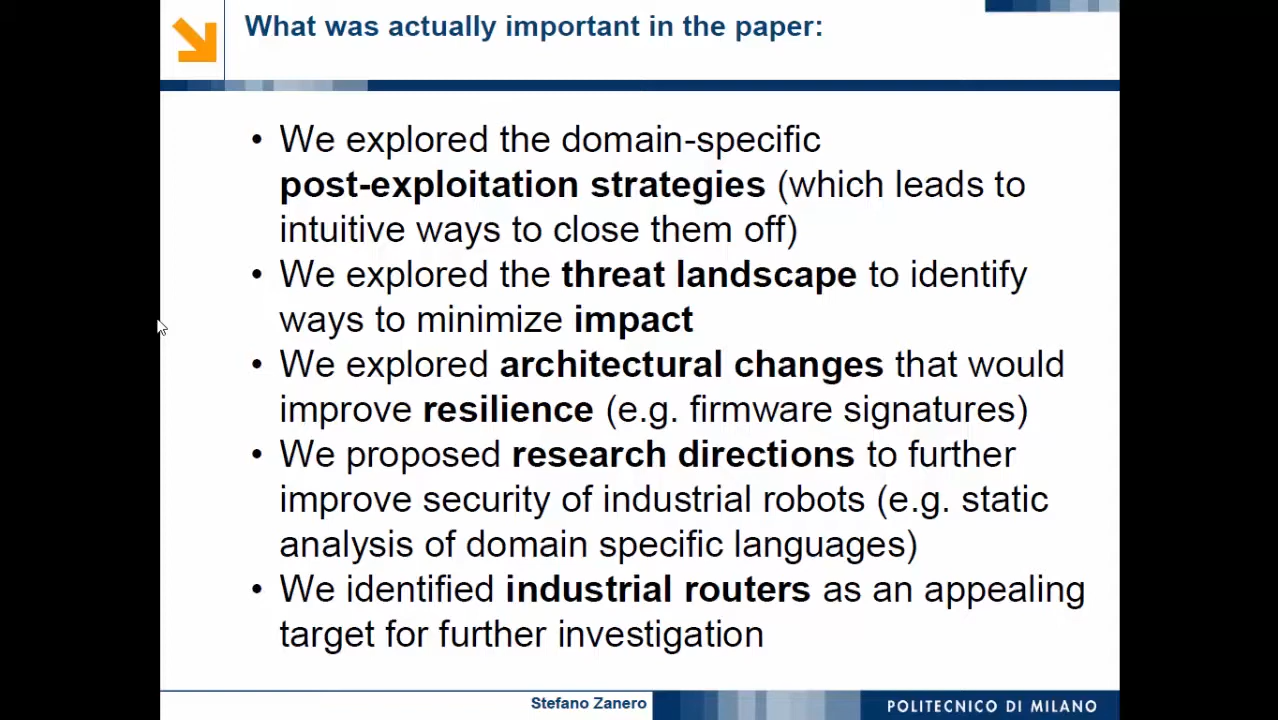 What was actually important in the paper:
• We explored the domain-specific
post-exploitation strategies (which leads to
intuitive ways to close them off)
• We explored the threat landscape to identify
ways to minimize impact
• We explored architectural changes that would
improve resilience (e.g. firmware signatures)
• We proposed research directions to further
improve security of industrial robots (e.g. static
analysis of domain specific languages)
• We identified industrial routers as an appealing
target for further investigation
Stefano Zanero
POLITECNICO DI MILANO